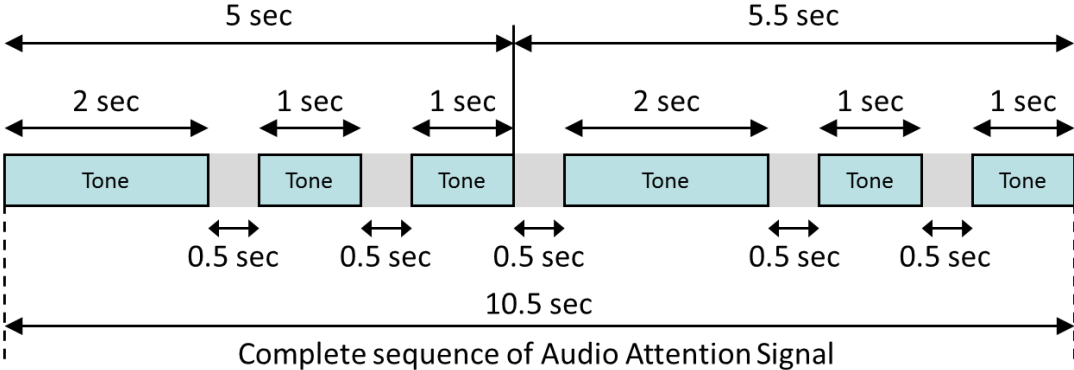 5 sec 5.5 sec
2 sec 1 sec 1 sec 2 sec 1 sec 1 sec
Tone Tone Tone Tone Tone Tone
0.5 sec 0.5 sec 0.5 sec 0.5 sec 0.5 sec
10.5 sec
Complete sequence of Audio Attention Signal